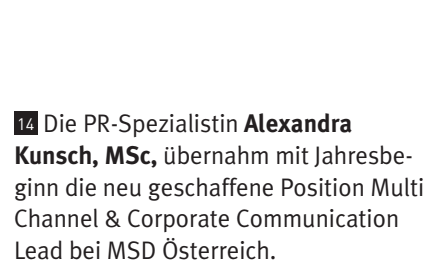 14 Die PR-Spezialistin Alexandra
Kunsch, MSc, übernahm mit Jahresbe-
ginn die neu geschaffene Position Multi
Channel & Corporate Communication
Lead bei MSD Österreich.